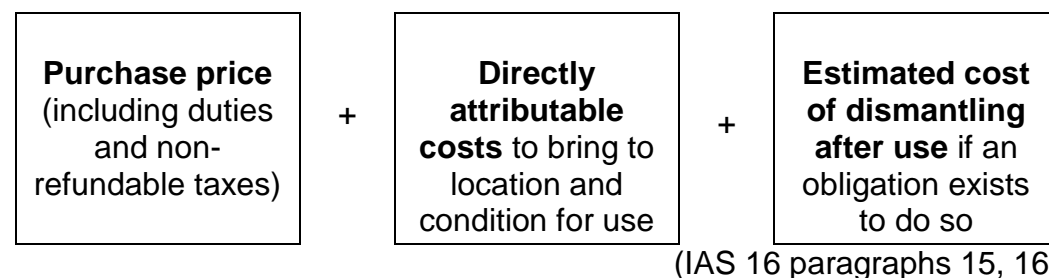 Purchase price
(including duties
and non-
refundable taxes)
+
Directly
attributable
costs to bring to
location and
condition for use
+
Estimated cost
of dismantling
after use if an
obligation exists
to do so
(IAS 16 paragraphs 15, 16